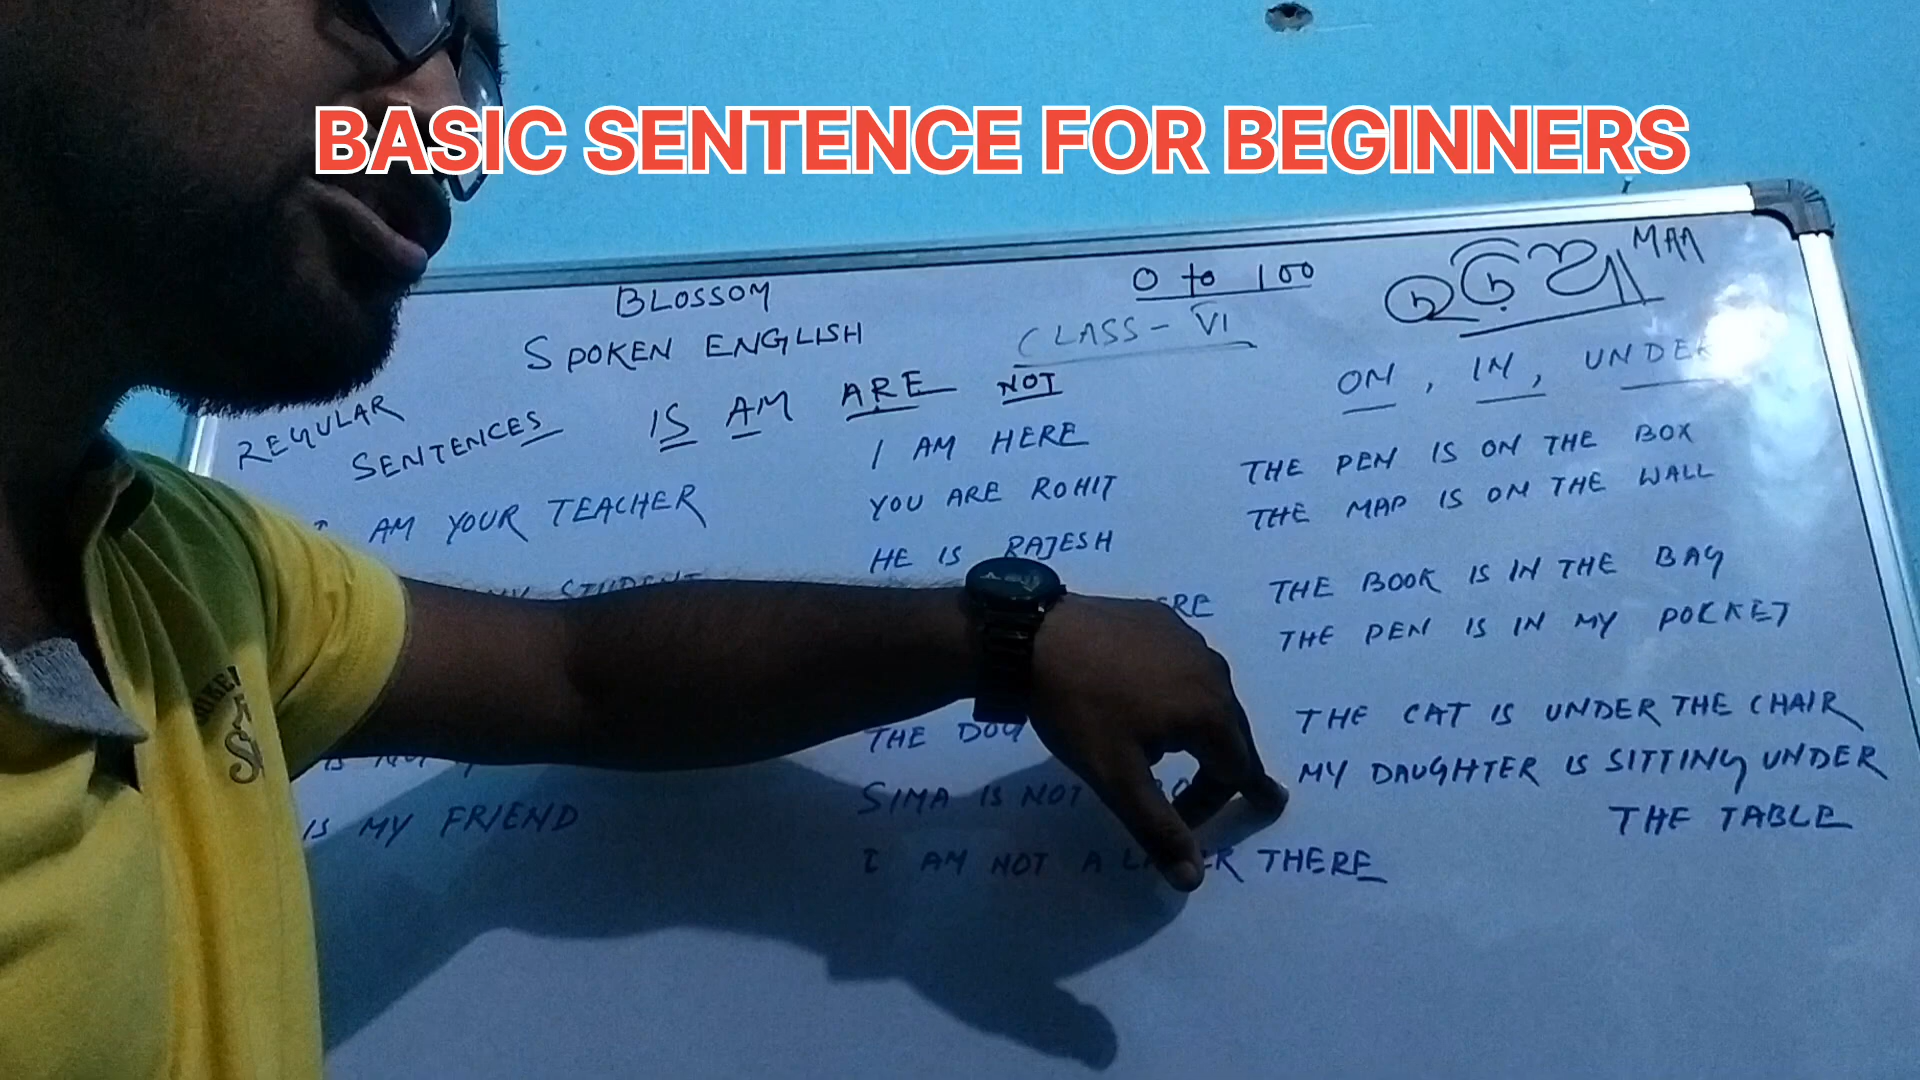 BASIC SENTENCE FOR BEGINNERS
BLOSSOM
SPOKEN ENGLISH
0 to 100
CLASS - VI
MAA
REGULAR
SENTENCES IS AM ARE NOT
AM YOUR TEACHER
MY STUDENT
IS MY FRIEND
I AM HERE
YOU ARE ROHIT
HE IS RAJESH
THE DOG
SIMA IS NOT
I AM NOT A THERE
ON, IN, UNDER
THE PEN IS ON THE BOX
THE MAP IS ON THE WALL
THE BOOK IS IN THE BAG
THE PEN IS IN MY POCKET
THE CAT IS UNDER THE CHAIR
MY DAUGHTER IS SITTING UNDER
THE TABLE